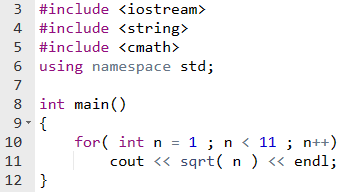 3 #include <iostream>
4 #include <string>
5 #include <cmath>
6 using namespace std;
7
8 int main()
9 {
10 for( int n = 1 ; n < 11 ; n++)
11 cout << sqrt( n ) << endl;
12 }